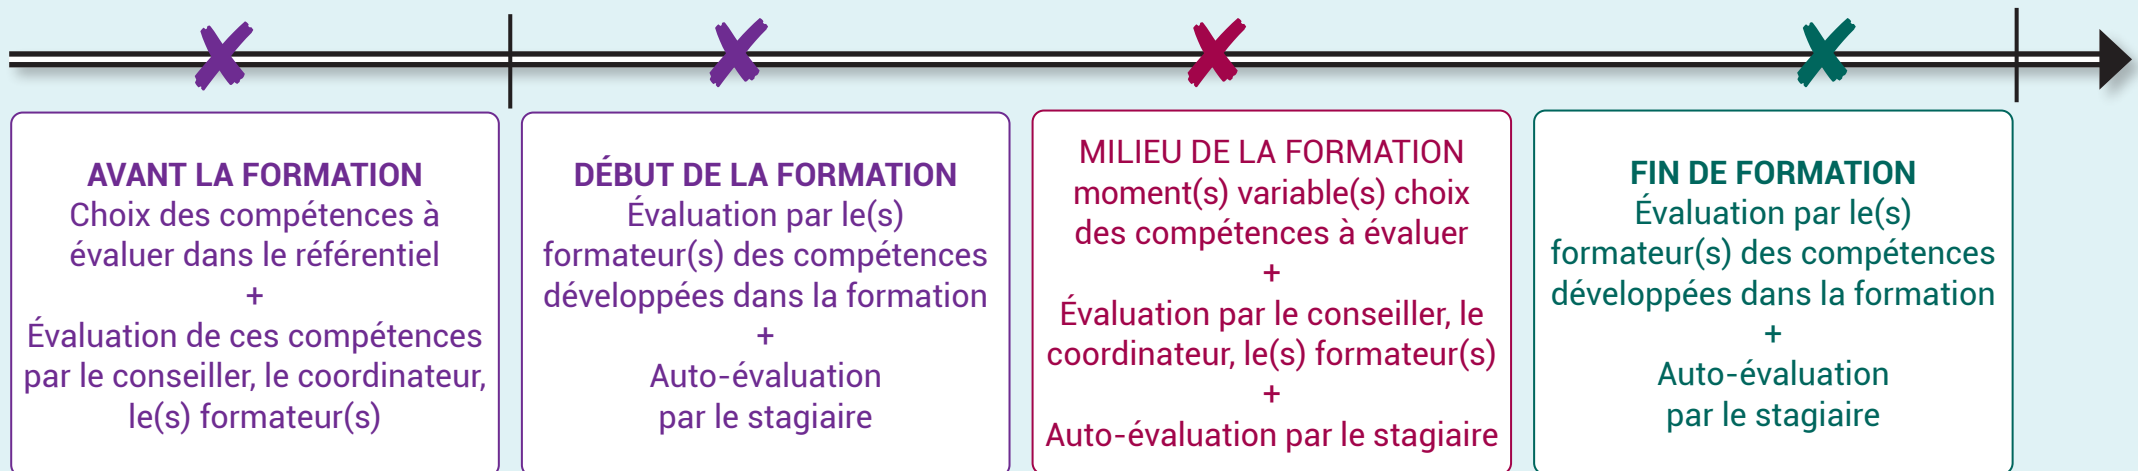 AVANT LA FORMATION
Choix des compétences à
évaluer dans le référentiel
+
Évaluation de ces compétences
par le conseiller, le coordinateur,
le(s) formateur(s)
DÉBUT DE LA FORMATION
Évaluation par le(s)
formateur(s) des compétences
développées dans la formation
+
Auto-évaluation
par le stagiaire
MILIEU DE LA FORMATION
moment(s) variable(s) choix
des compétences à évaluer
+
Évaluation par le conseiller, le
coordinateur, le(s) formateur(s)
+
Auto-évaluation par le stagiaire
FIN DE FORMATION
Évaluation par le(s)
formateur(s) des compétences
développées dans la formation
+
Auto-évaluation
par le stagiaire